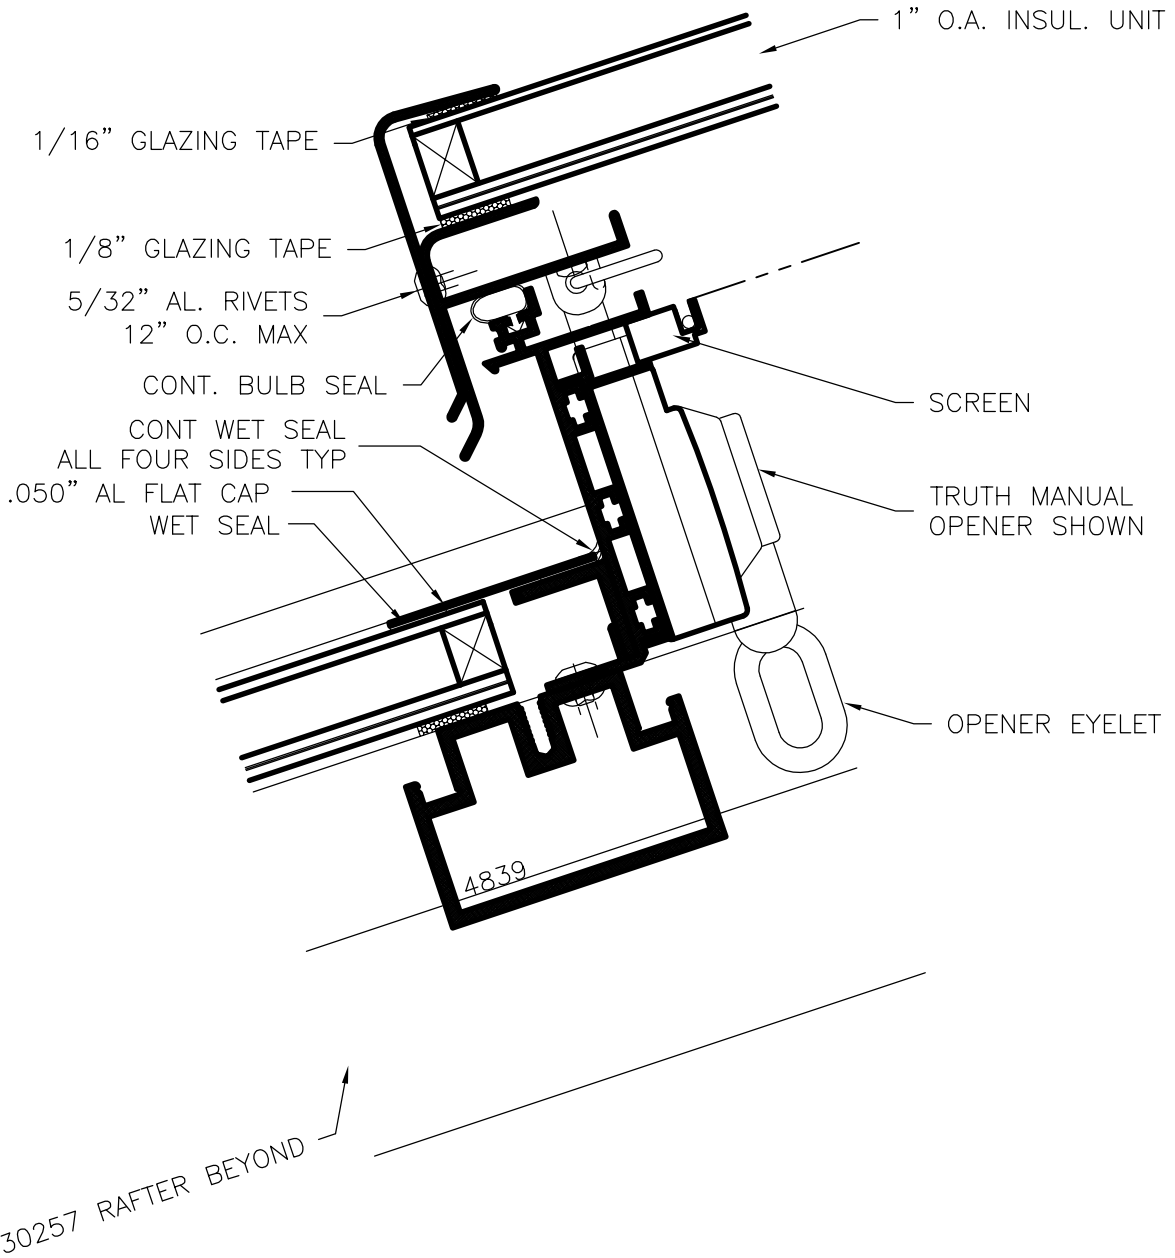 1” O.A. INSUL. UNIT
1/16” GLAZING TAPE
1/8” GLAZING TAPE
5/32” AL. RIVETS
12” O.C. MAX
CONT. BULB SEAL
SCREEN
CONT WET SEAL
ALL FOUR SIDES TYP
.050” AL FLAT CAP
WET SEAL
TRUTH MANUAL
OPENER SHOWN
OPENER EYELET
4839
30257 RAFTER BEYOND